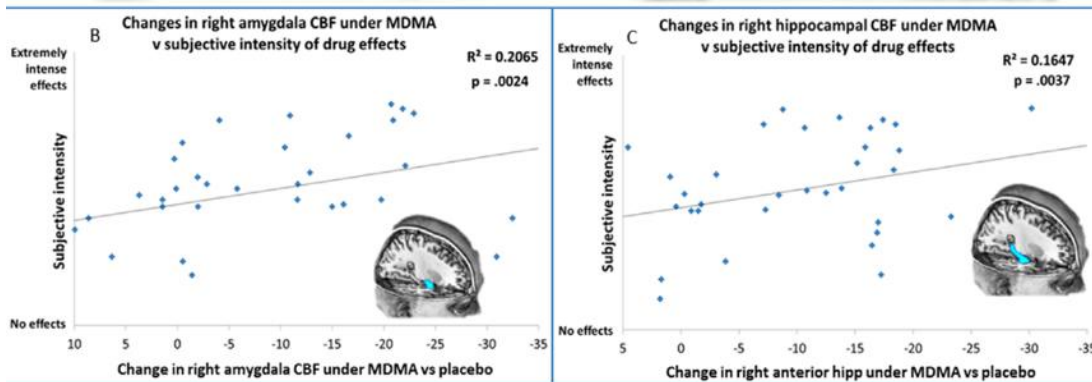 B
Changes in right amygdala CBF under MDMA
v subjective intensity of drug effects
Extremely
intense
effects
R² = 0.2065
p = .0024
Subjective intensity
No effects
10 5 0 -5 -10 -15 -20 -25 -30 -35
Change in right amygdala CBF under MDMA vs placebo
C
Changes in right hippocampal CBF under MDMA
v subjective intensity of drug effects
Extremely
intense
effects
R² = 0.1647
p = .0037
Subjective intensity
No effects
5 0 -5 -10 -15 -20 -25 -30 -35
Change in right anterior hipp under MDMA vs placebo